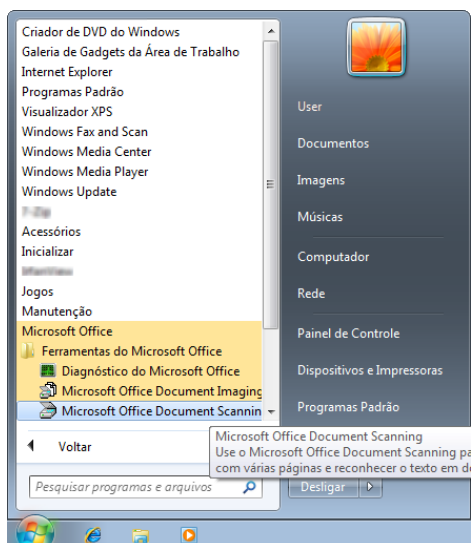 Criador de DVD do Windows
Galeria de Gadgets da Área de Trabalho
Internet Explorer
Programas Padrão
Visualizador XPS
Windows Fax and Scan
Windows Media Center
Windows Media Player
Windows Update
Acessórios
Inicializar
Jogos
Manutenção
Microsoft Office
Ferramentas do Microsoft Office
Diagnóstico do Microsoft Office
Microsoft Office Document Imaging
Microsoft Office Document Scannin
Voltar
Pesquisar programas e arquivos
User
Documentos
Imagens
Músicas
Computador
Rede
Painel de Controle
Dispositivos e Impressoras
Programas Padrão
Desligar
Microsoft Office Document Scanning
Use o Microsoft Office Document Scanning pa
com várias páginas e reconhecer o texto em d